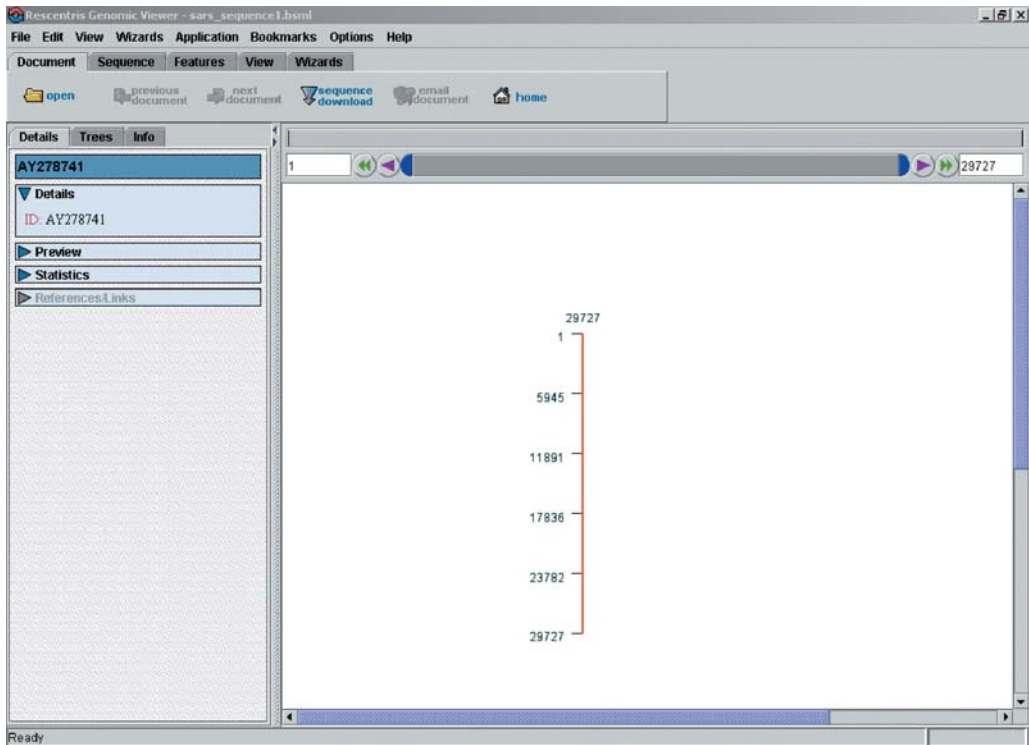 Rescentris Genomic Viewer - sars_sequence1.bsml
File Edit View Wizards Application Bookmarks Options Help
Document Sequence Features View Wizards
open previous document next document sequence download email document home
Details Trees Info
AY278741
1 29727
Details
ID: AY278741
Preview
Statistics
References/Links
29727
1
5945
11891
17836
23782
29727
Ready